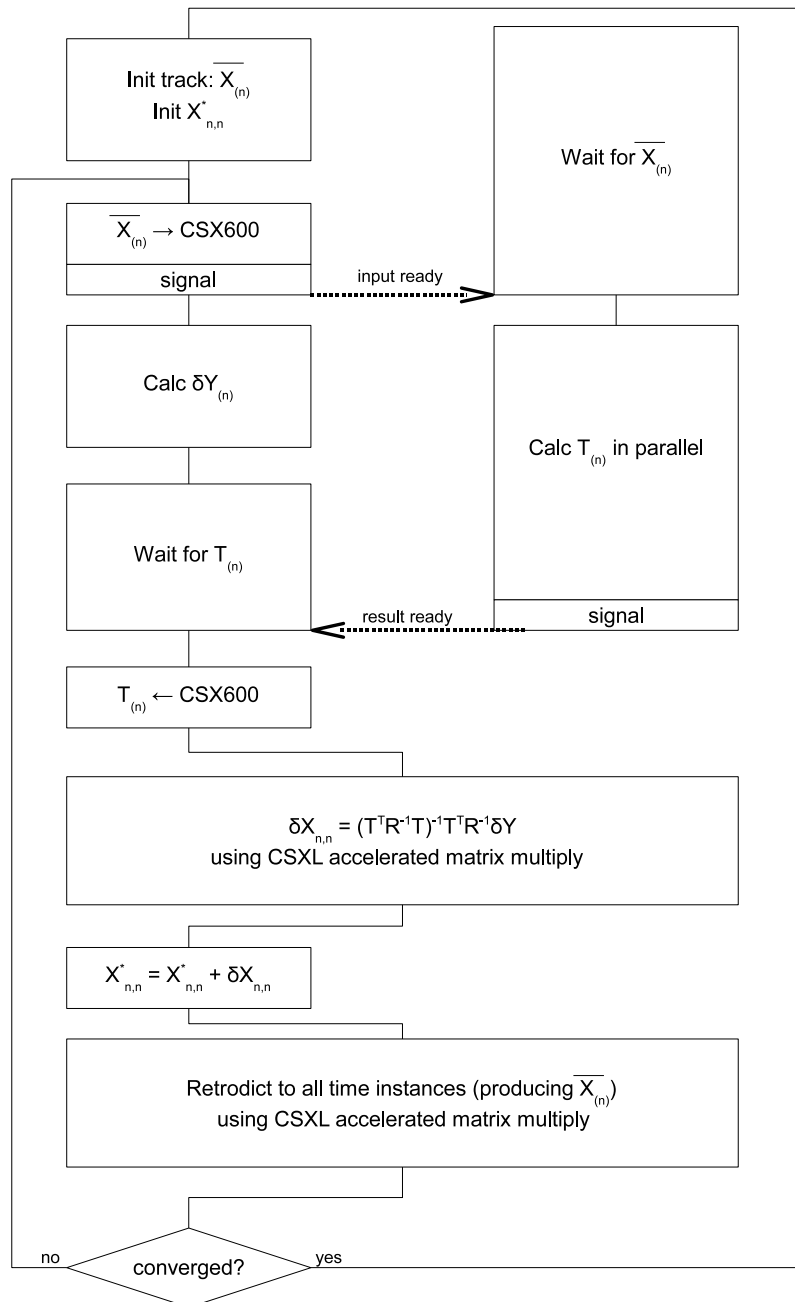 Init track: X̅₍ₙ₎
Init X*ₙ,ₙ
Wait for X̅₍ₙ₎
X̅₍ₙ₎ → CSX600
signal
input ready
Calc δY₍ₙ₎
Calc T₍ₙ₎ in parallel
Wait for T₍ₙ₎
signal
result ready
T₍ₙ₎ ← CSX600
δXₙ,ₙ = (TᵀR⁻¹T)⁻¹TᵀR⁻¹δY
using CSXL accelerated matrix multiply
X*ₙ,ₙ = X*ₙ,ₙ + δXₙ,ₙ
Retrodict to all time instances (producing X̅₍ₙ₎)
using CSXL accelerated matrix multiply
no
converged?
yes